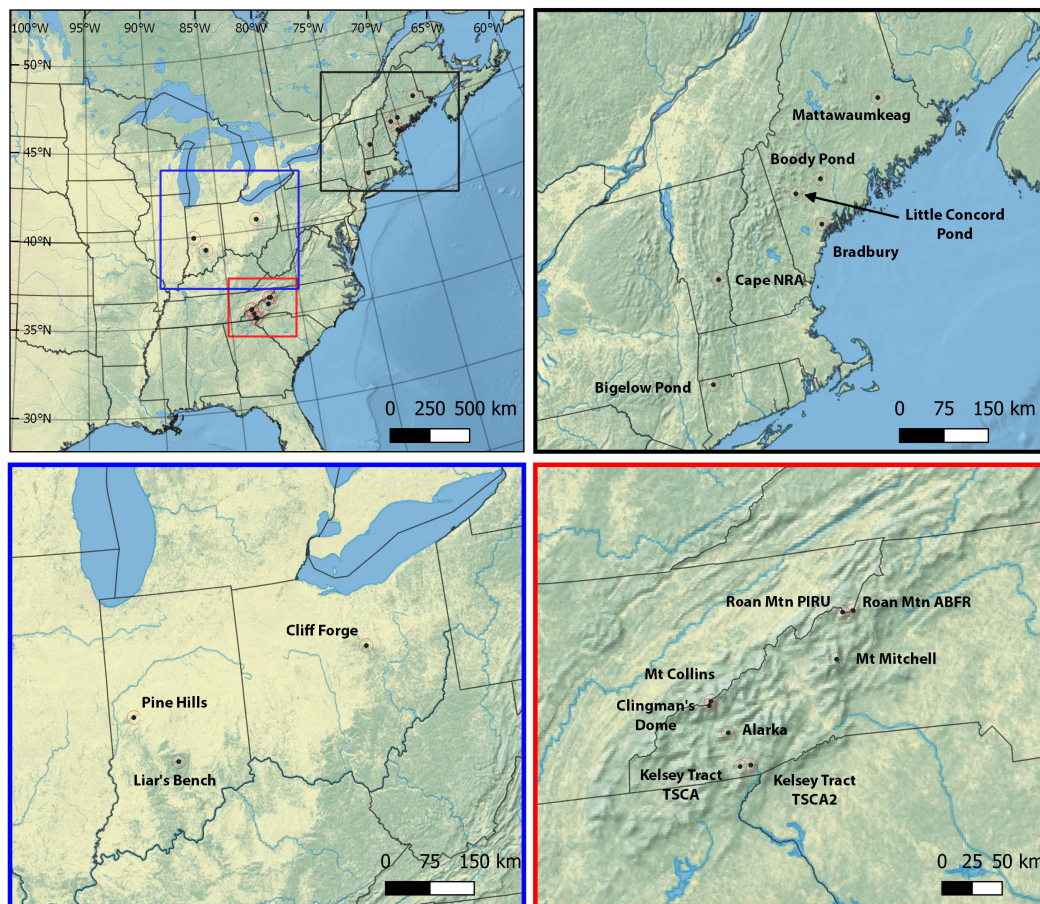 100°W 95°W 90°W 85°W 80°W 75°W 70°W 65°W 60°W
50°N
45°N
40°N
35°N
30°N
0 250 500 km
Mattawaumkeag
Boody Pond
Little Concord
Pond
Bradbury
Cape NRA
Bigelow Pond
0 75 150 km
Cliff Forge
Pine Hills
Liar's Bench
0 75 150 km
Roan Mtn PIRU
Roan Mtn ABFR
Mt Mitchell
Mt Collins
Clingman's
Dome
Alarka
Kelsey Tract
TSCA
Kelsey Tract
TSCA2
0 25 50 km